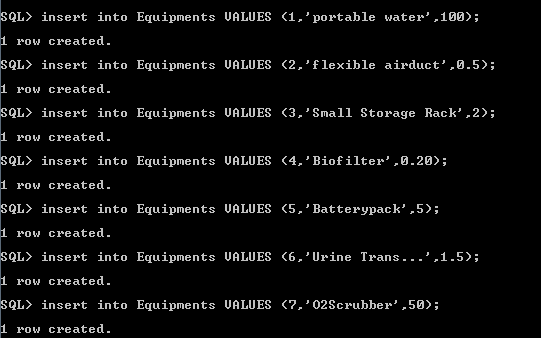 SQL> insert into Equipments VALUES (1,'portable water',100);
1 row created.
SQL> insert into Equipments VALUES (2,'flexible airduct',0.5);
1 row created.
SQL> insert into Equipments VALUES (3,'Small Storage Rack',2);
1 row created.
SQL> insert into Equipments VALUES (4,'Biofilter',0.20);
1 row created.
SQL> insert into Equipments VALUES (5,'Batterypack',5);
1 row created.
SQL> insert into Equipments VALUES (6,'Urine Trans...',1.5);
1 row created.
SQL> insert into Equipments VALUES (7,'O2Scrubber',50);
1 row created.